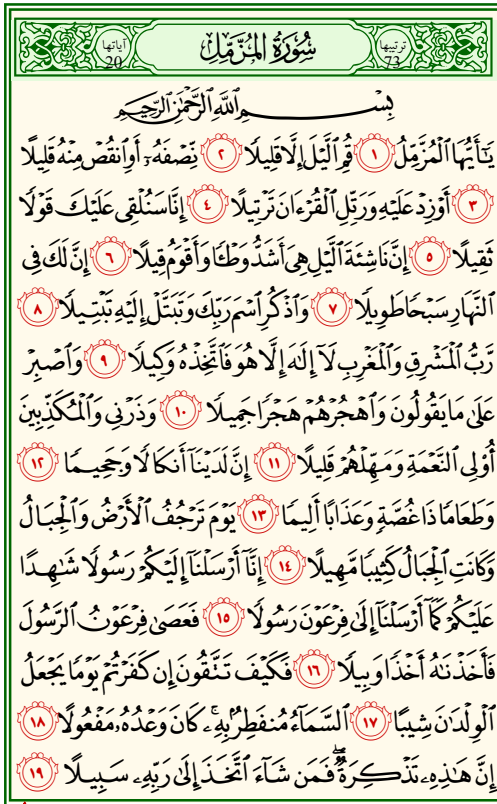 ترتيبها 73 سُورَةُ المُزَّمِّلِ آياتها 20
بِسْمِ ٱللَّهِ ٱلرَّحْمَٰنِ ٱلرَّحِيمِ
يَٰٓأَيُّهَا ٱلْمُزَّمِّلُ ١ قُمِ ٱلَّيْلَ إِلَّا قَلِيلًا ٢ نِّصْفَهُۥٓ أَوِ ٱنقُصْ مِنْهُ قَلِيلًا
٣ أَوْ زِدْ عَلَيْهِ وَرَتِّلِ ٱلْقُرْءَانَ تَرْتِيلًا ٤ إِنَّا سَنُلْقِى عَلَيْكَ قَوْلًا
ثَقِيلًا ٥ إِنَّ نَاشِئَةَ ٱلَّيْلِ هِىَ أَشَدُّ وَطْـًٔا وَأَقْوَمُ قِيلًا ٦ إِنَّ لَكَ فِى
ٱلنَّهَارِ سَبْحًا طَوِيلًا ٧ وَٱذْكُرِ ٱسْمَ رَبِّكَ وَتَبَتَّلْ إِلَيْهِ تَبْتِيلًا ٨
رَّبُّ ٱلْمَشْرِقِ وَٱلْمَغْرِبِ لَآ إِلَٰهَ إِلَّا هُوَ فَٱتَّخِذْهُ وَكِيلًا ٩ وَٱصْبِرْ
عَلَىٰ مَا يَقُولُونَ وَٱهْجُرْهُمْ هَجْرًا جَمِيلًا ١٠ وَذَرْنِى وَٱلْمُكَذِّبِينَ
أُو۟لِى ٱلنَّعْمَةِ وَمَهِّلْهُمْ قَلِيلًا ١١ إِنَّ لَدَيْنَآ أَنكَالًا وَجَحِيمًا ١٢
وَطَعَامًا ذَا غُصَّةٍ وَعَذَابًا أَلِيمًا ١٣ يَوْمَ تَرْجُفُ ٱلْأَرْضُ وَٱلْجِبَالُ
وَكَانَتِ ٱلْجِبَالُ كَثِيبًا مَّهِيلًا ١٤ إِنَّآ أَرْسَلْنَآ إِلَيْكُمْ رَسُولًا شَٰهِدًا
عَلَيْكُمْ كَمَآ أَرْسَلْنَآ إِلَىٰ فِرْعَوْنَ رَسُولًا ١٥ فَعَصَىٰ فِرْعَوْنُ ٱلرَّسُولَ
فَأَخَذْنَٰهُ أَخْذًا وَبِيلًا ١٦ فَكَيْفَ تَتَّقُونَ إِن كَفَرْتُمْ يَوْمًا يَجْعَلُ
ٱلْوِلْدَٰنَ شِيبًا ١٧ ٱلسَّمَآءُ مُنفَطِرٌۢ بِهِۦ ۚ كَانَ وَعْدُهُۥ مَفْعُولًا ١٨
إِنَّ هَٰذِهِۦ تَذْكِرَةٌ ۖ فَمَن شَآءَ ٱتَّخَذَ إِلَىٰ رَبِّهِۦ سَبِيلًا ١٩